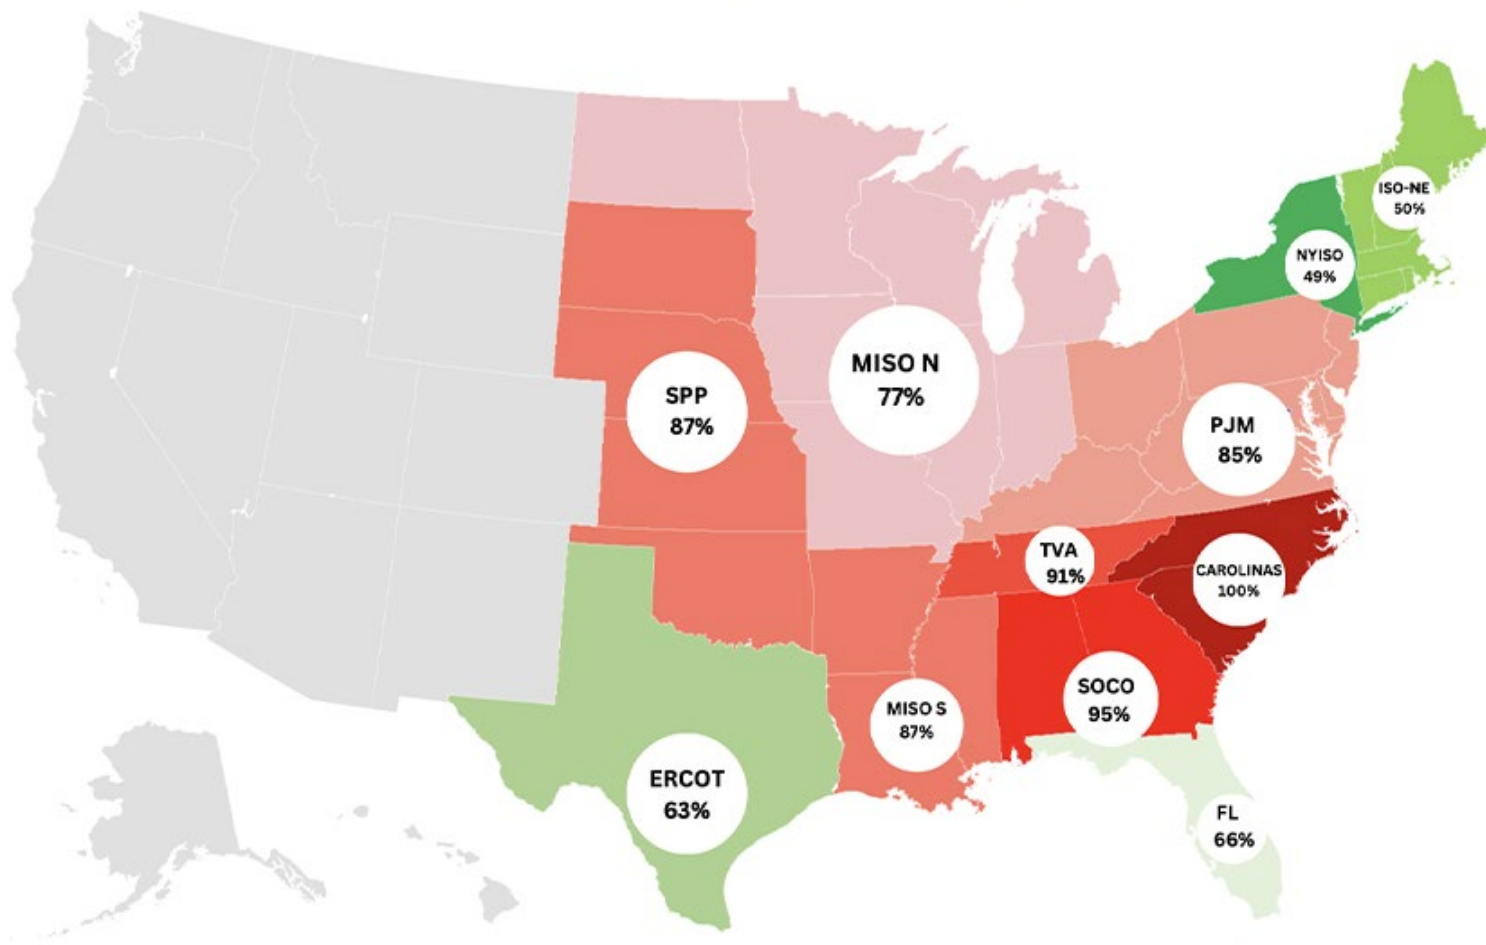 ISO-NE
50%
NYISO
49%
MISO N
77%
SPP
87%
PJM
85%
TVA
91%
CAROLINAS
100%
SOCO
95%
MISO S
87%
ERCOT
63%
FL
66%